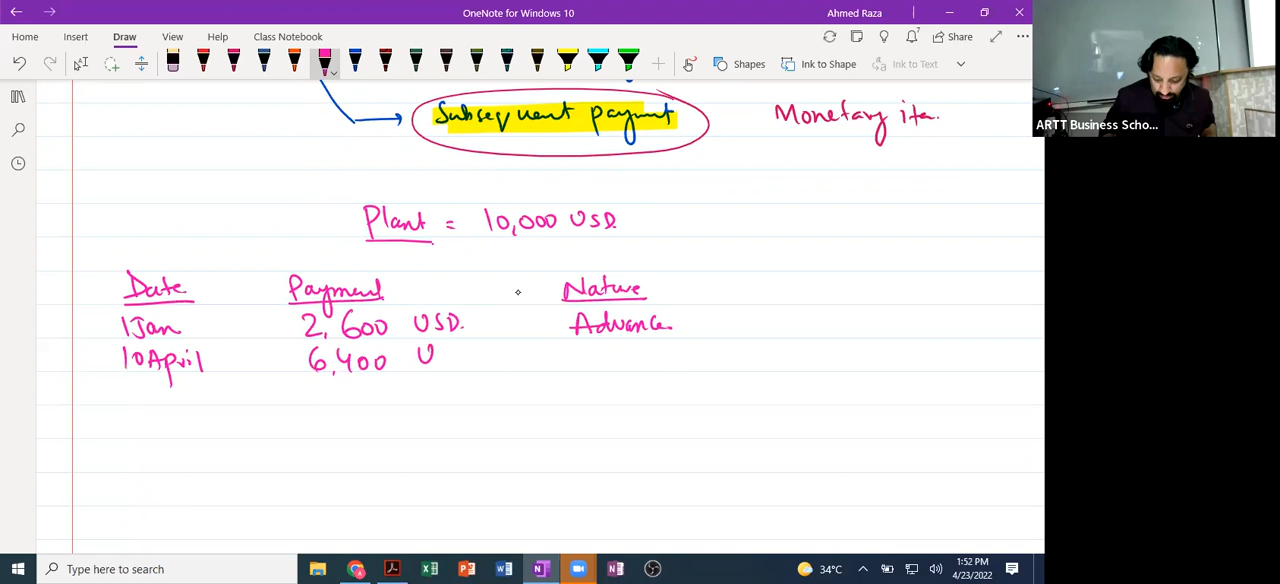 OneNote for Windows 10
Ahmed Raza
Home Insert Draw View Help Class Notebook
Share
Shapes Ink to Shape Ink to Text
ARTT Business Scho...
Subsequent paymnt Monetary ite.
Plant = 10,000 USD.
Date Payment Nature
1Jan 2,600 USD. Advance.
10April 6,400 U
Type here to search
34°C
1:52 PM
4/23/2022